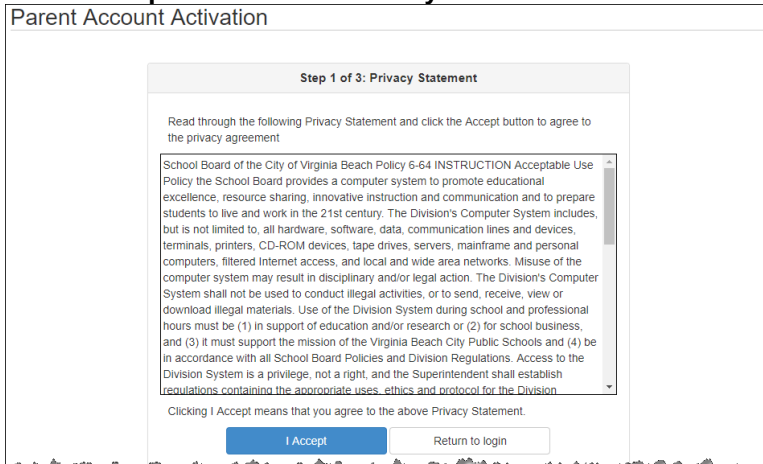 Parent Account Activation
Step 1 of 3: Privacy Statement
Read through the following Privacy Statement and click the Accept button to agree to
the privacy agreement
School Board of the City of Virginia Beach Policy 6-64 INSTRUCTION Acceptable Use
Policy the School Board provides a computer system to promote educational
excellence, resource sharing, innovative instruction and communication and to prepare
students to live and work in the 21st century. The Division's Computer System includes,
but is not limited to, all hardware, software, data, communication lines and devices,
terminals, printers, CD-ROM devices, tape drives, servers, mainframe and personal
computers, filtered Internet access, and local and wide area networks. Misuse of the
computer system may result in disciplinary and/or legal action. The Division's Computer
System shall not be used to conduct illegal activities, or to send, receive, view or
download illegal materials. Use of the Division System during school and professional
hours must be (1) in support of education and/or research or (2) for school business,
and (3) it must support the mission of the Virginia Beach City Public Schools and (4) be
in accordance with all School Board Policies and Division Regulations. Access to the
Division System is a privilege, not a right, and the Superintendent shall establish
regulations containing the appropriate uses, ethics and protocol for the Division
Clicking I Accept means that you agree to the above Privacy Statement.
I Accept
Return to login